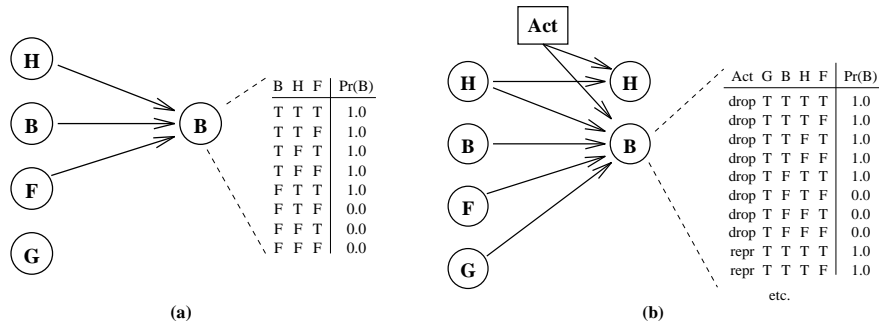 H
B
F
G
B
B H F Pr(B)
T T T 1.0
T T F 1.0
T F T 1.0
T F F 1.0
F T T 1.0
F T F 0.0
F F T 0.0
F F F 0.0
(a)
Act
H
B
F
G
H
B
Act G B H F Pr(B)
drop T T T T 1.0
drop T T T F 1.0
drop T T F T 1.0
drop T T F F 1.0
drop T F T T 1.0
drop T F T F 0.0
drop T F F T 0.0
drop T F F F 0.0
repr T T T T 1.0
repr T T T F 1.0
etc.
(b)